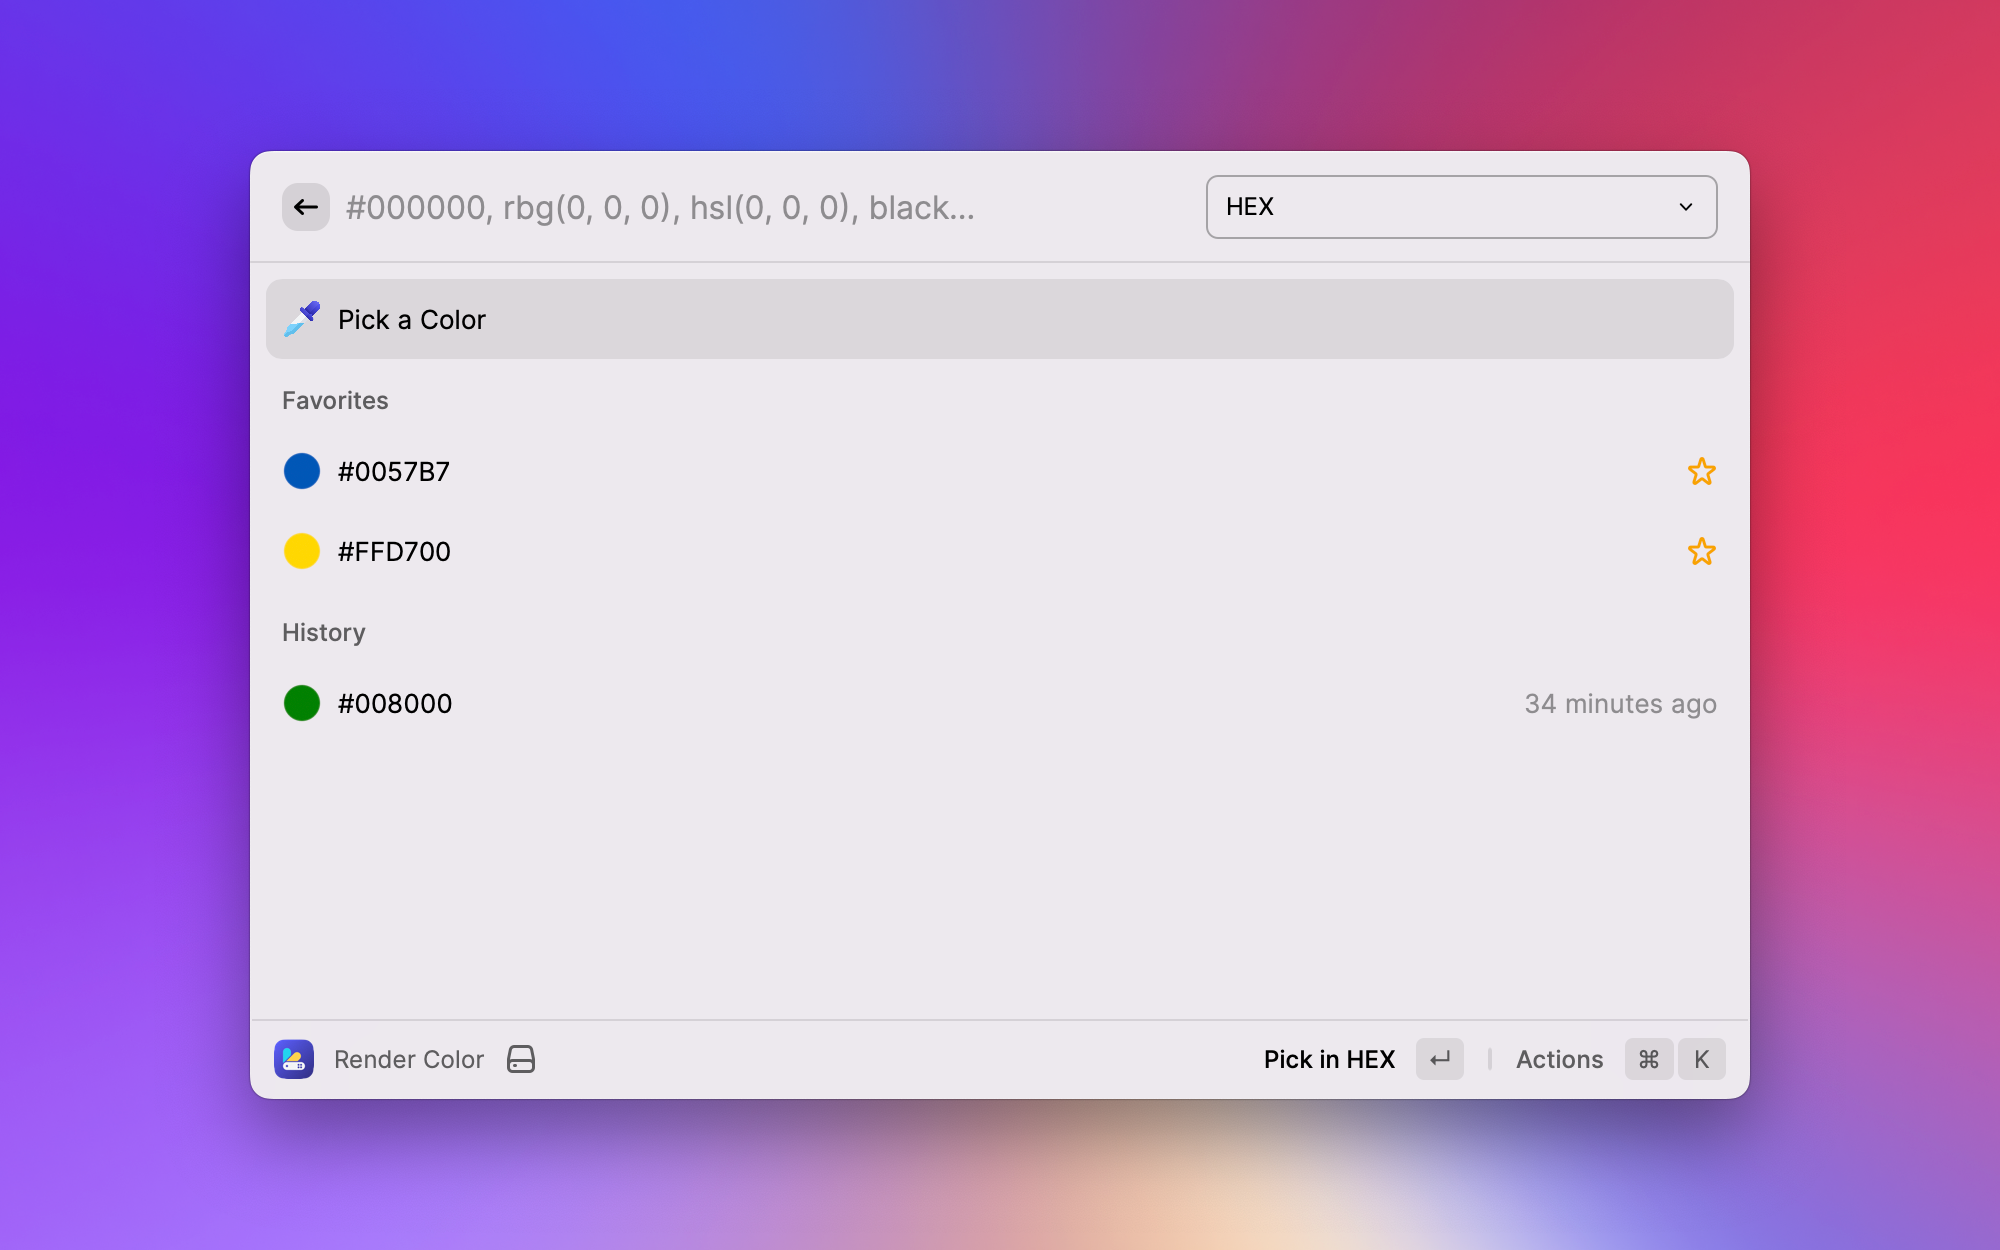 #000000, rbg(0, 0, 0), hsl(0, 0, 0), black...
HEX
Pick a Color
Favorites
#0057B7
#FFD700
History
#008000
34 minutes ago
Render Color
Pick in HEX
Actions
⌘ K